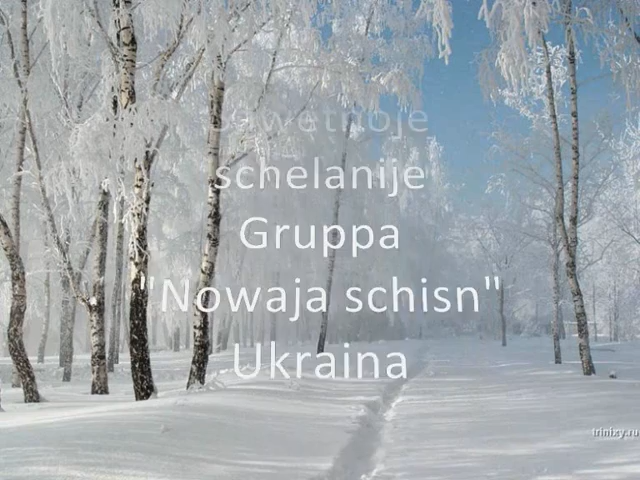 schelanije
Gruppa
"Nowaja schisn"
Ukraina
trinixy.ru